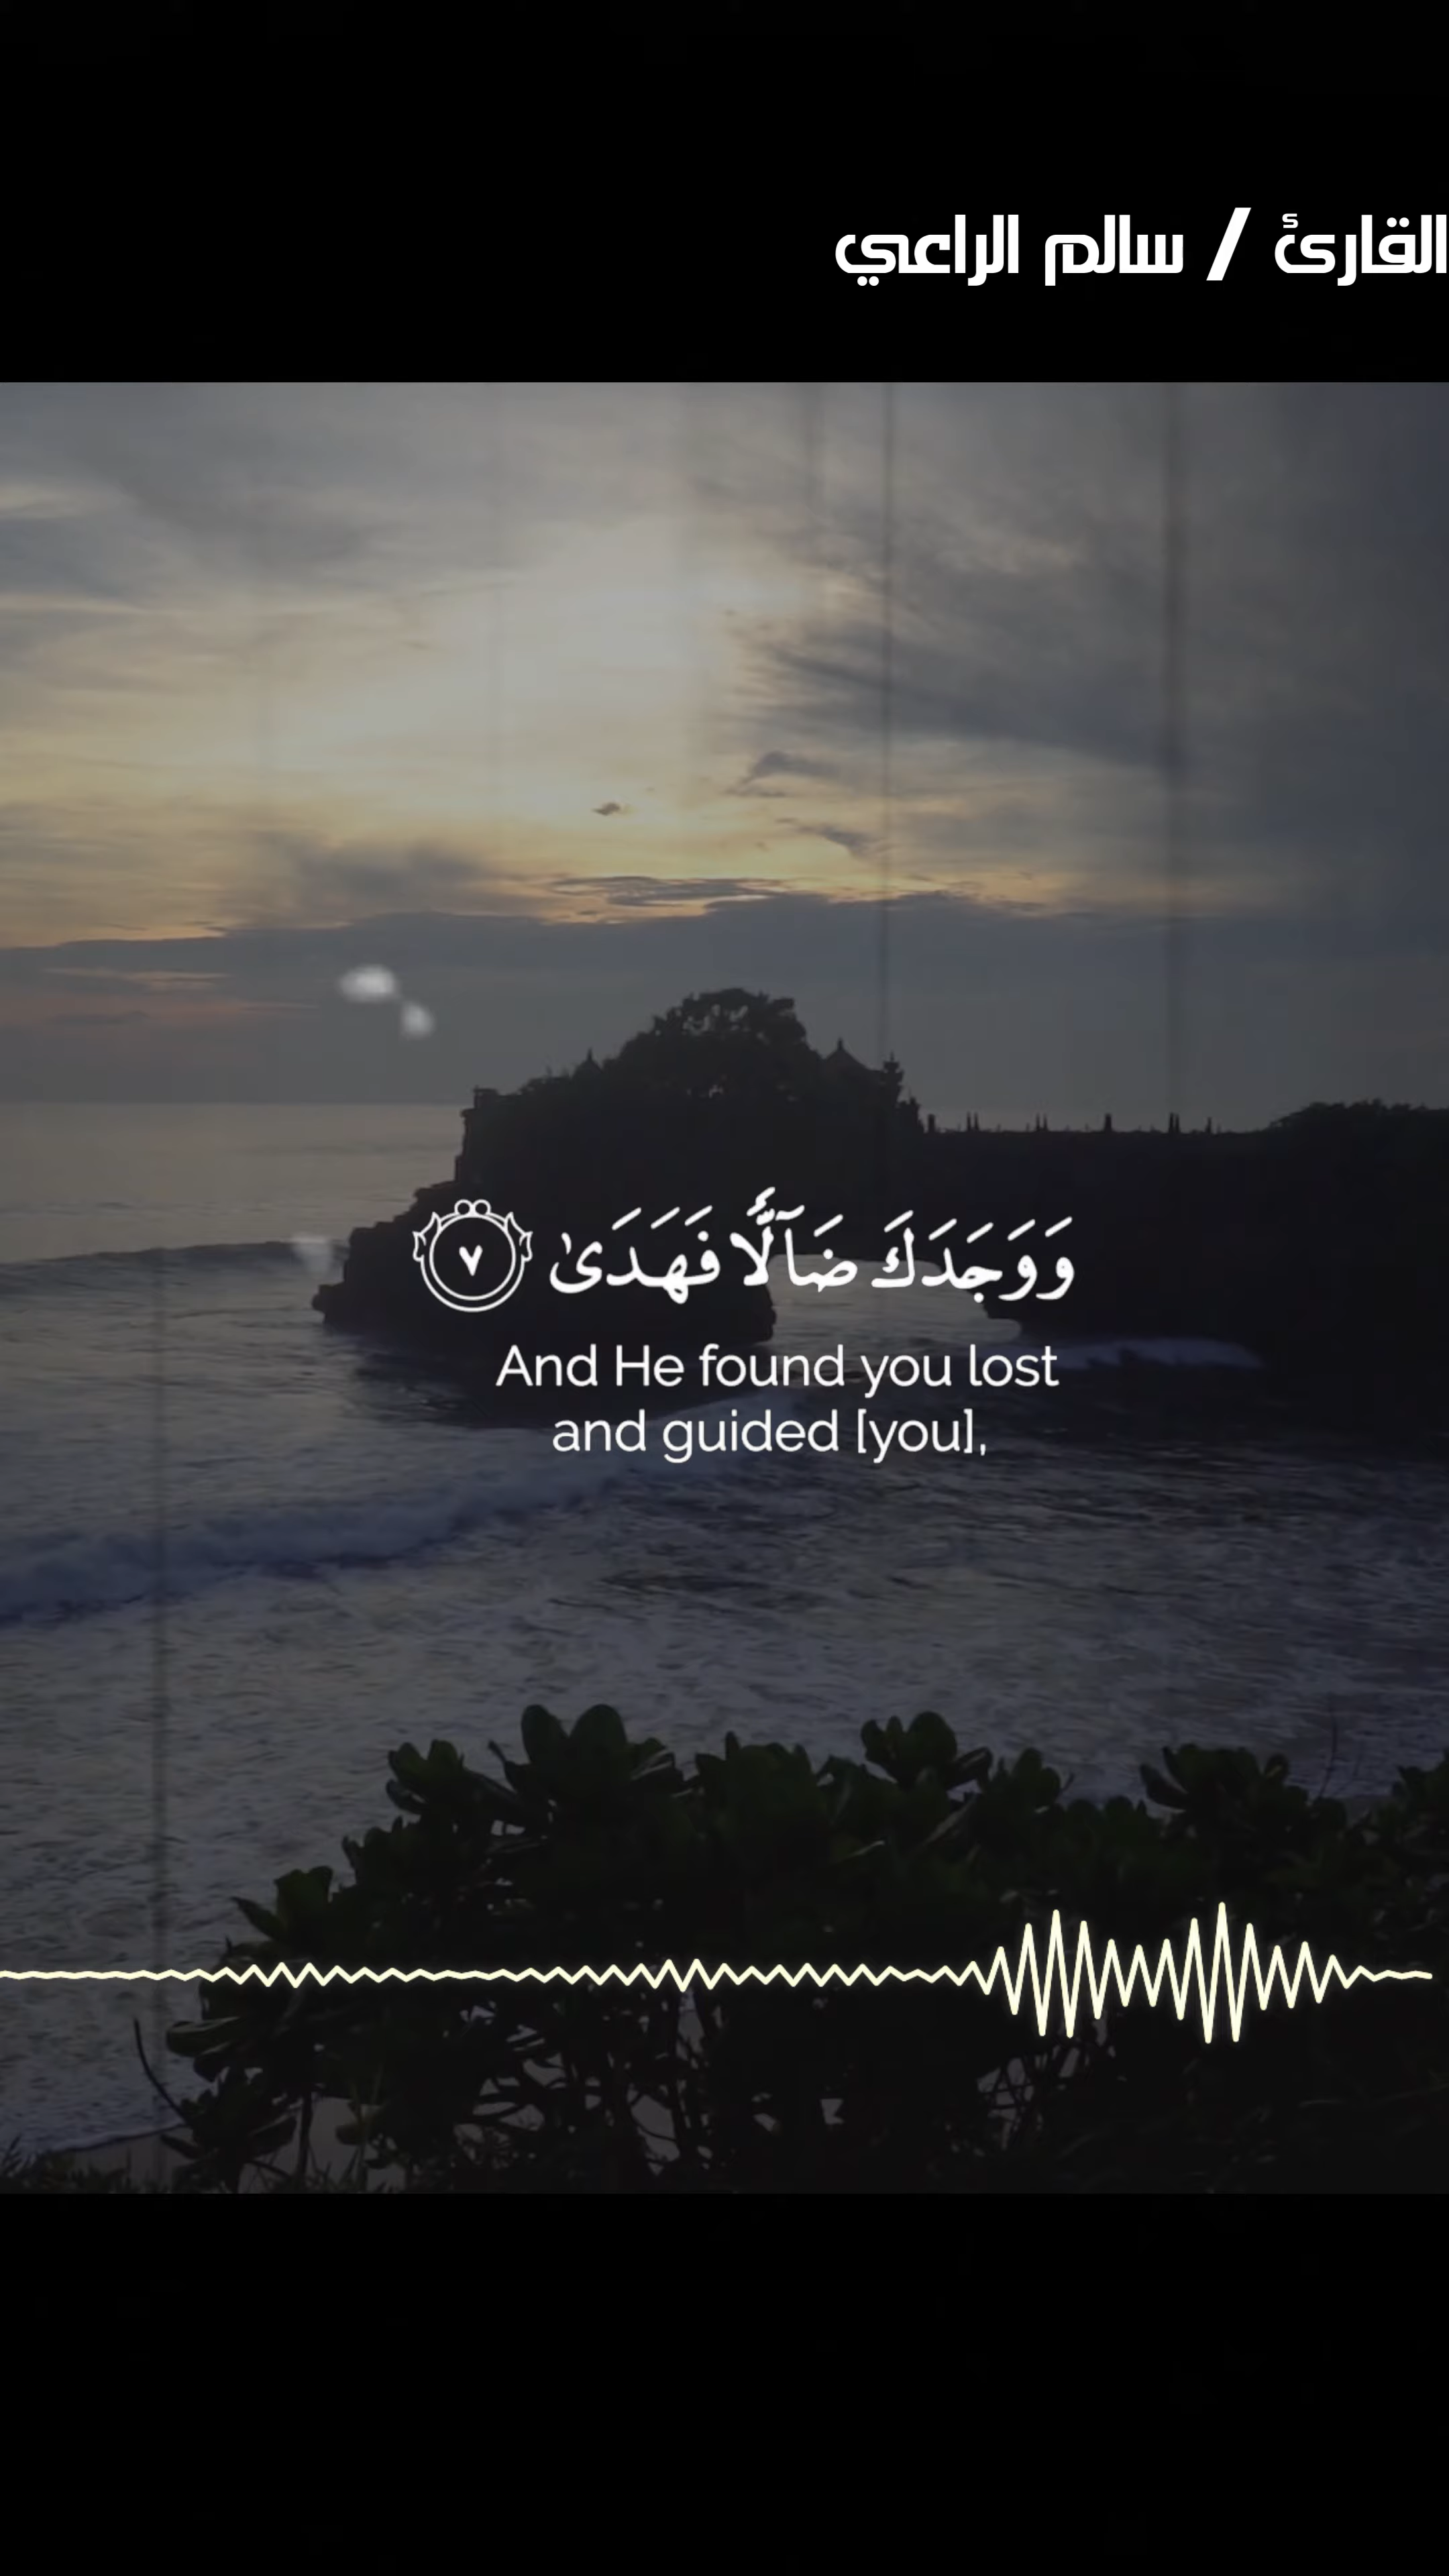 القارئ / سالم الراعي
وَوَجَدَكَ ضَآلًّا فَهَدَىٰ ٧
And He found you lost
and guided [you],